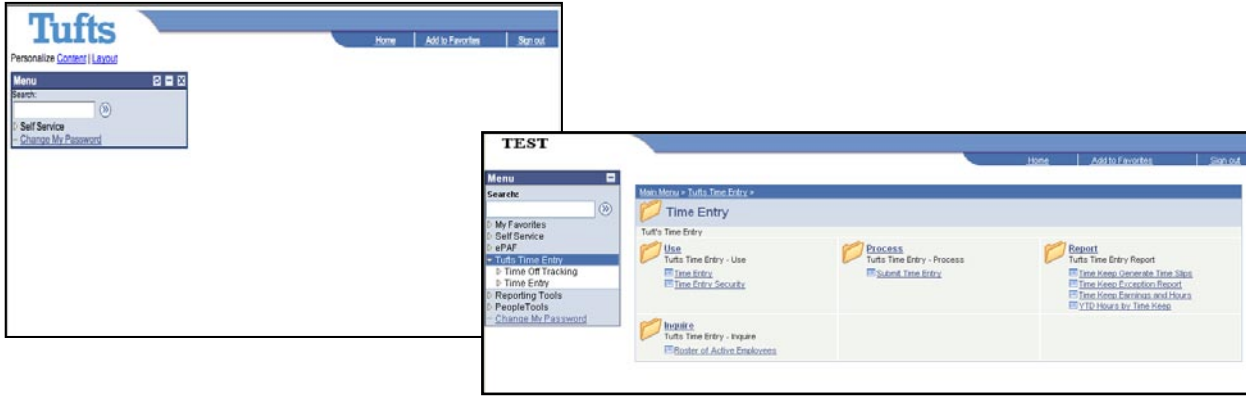 Tufts
Home | Add to Favorites | Sign out
Personalize Content | Layout
Menu
Search:
Self Service
Change My Password
TEST
Home | Add to Favorites | Sign out
Menu
Search:
My Favorites
Self Service
ePAF
Tufts Time Entry
Time Off Tracking
Time Entry
Reporting Tools
PeopleTools
Change My Password
Main Menu > Tufts Time Entry >
Time Entry
Tuft's Time Entry
Use
Tufts Time Entry - Use
Time Entry
Time Entry Security
Process
Tufts Time Entry - Process
Submit Time Entry
Report
Tufts Time Entry Report
Time Keep Generate Time Slips
Time Keep Exception Report
Time Keep Earnings and Hours
YTD Hours by Time Keep
Inquire
Tufts Time Entry - Inquire
Roster of Active Employees